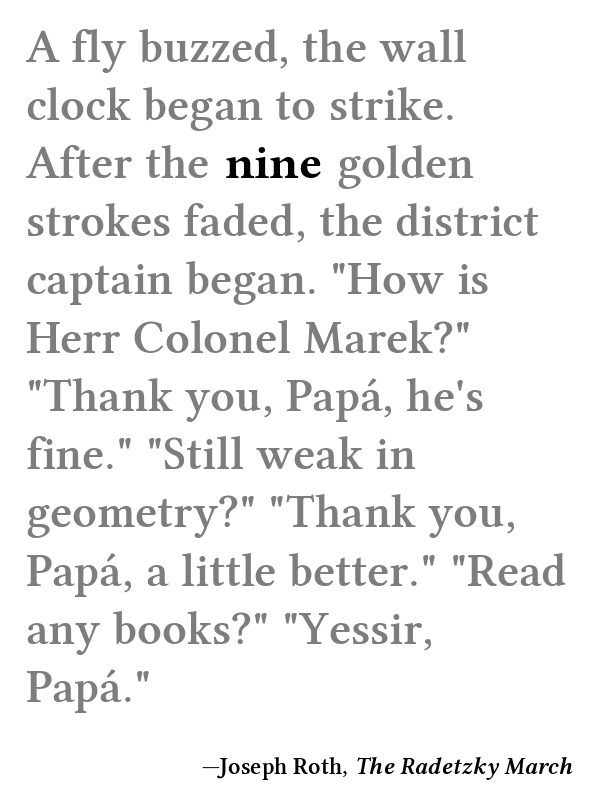 A fly buzzed, the wall
clock began to strike.
After the nine golden
strokes faded, the district
captain began. "How is
Herr Colonel Marek?"
"Thank you, Papá, he's
fine." "Still weak in
geometry?" "Thank you,
Papá, a little better." "Read
any books?" "Yessir,
Papá."
—Joseph Roth, The Radetzky March